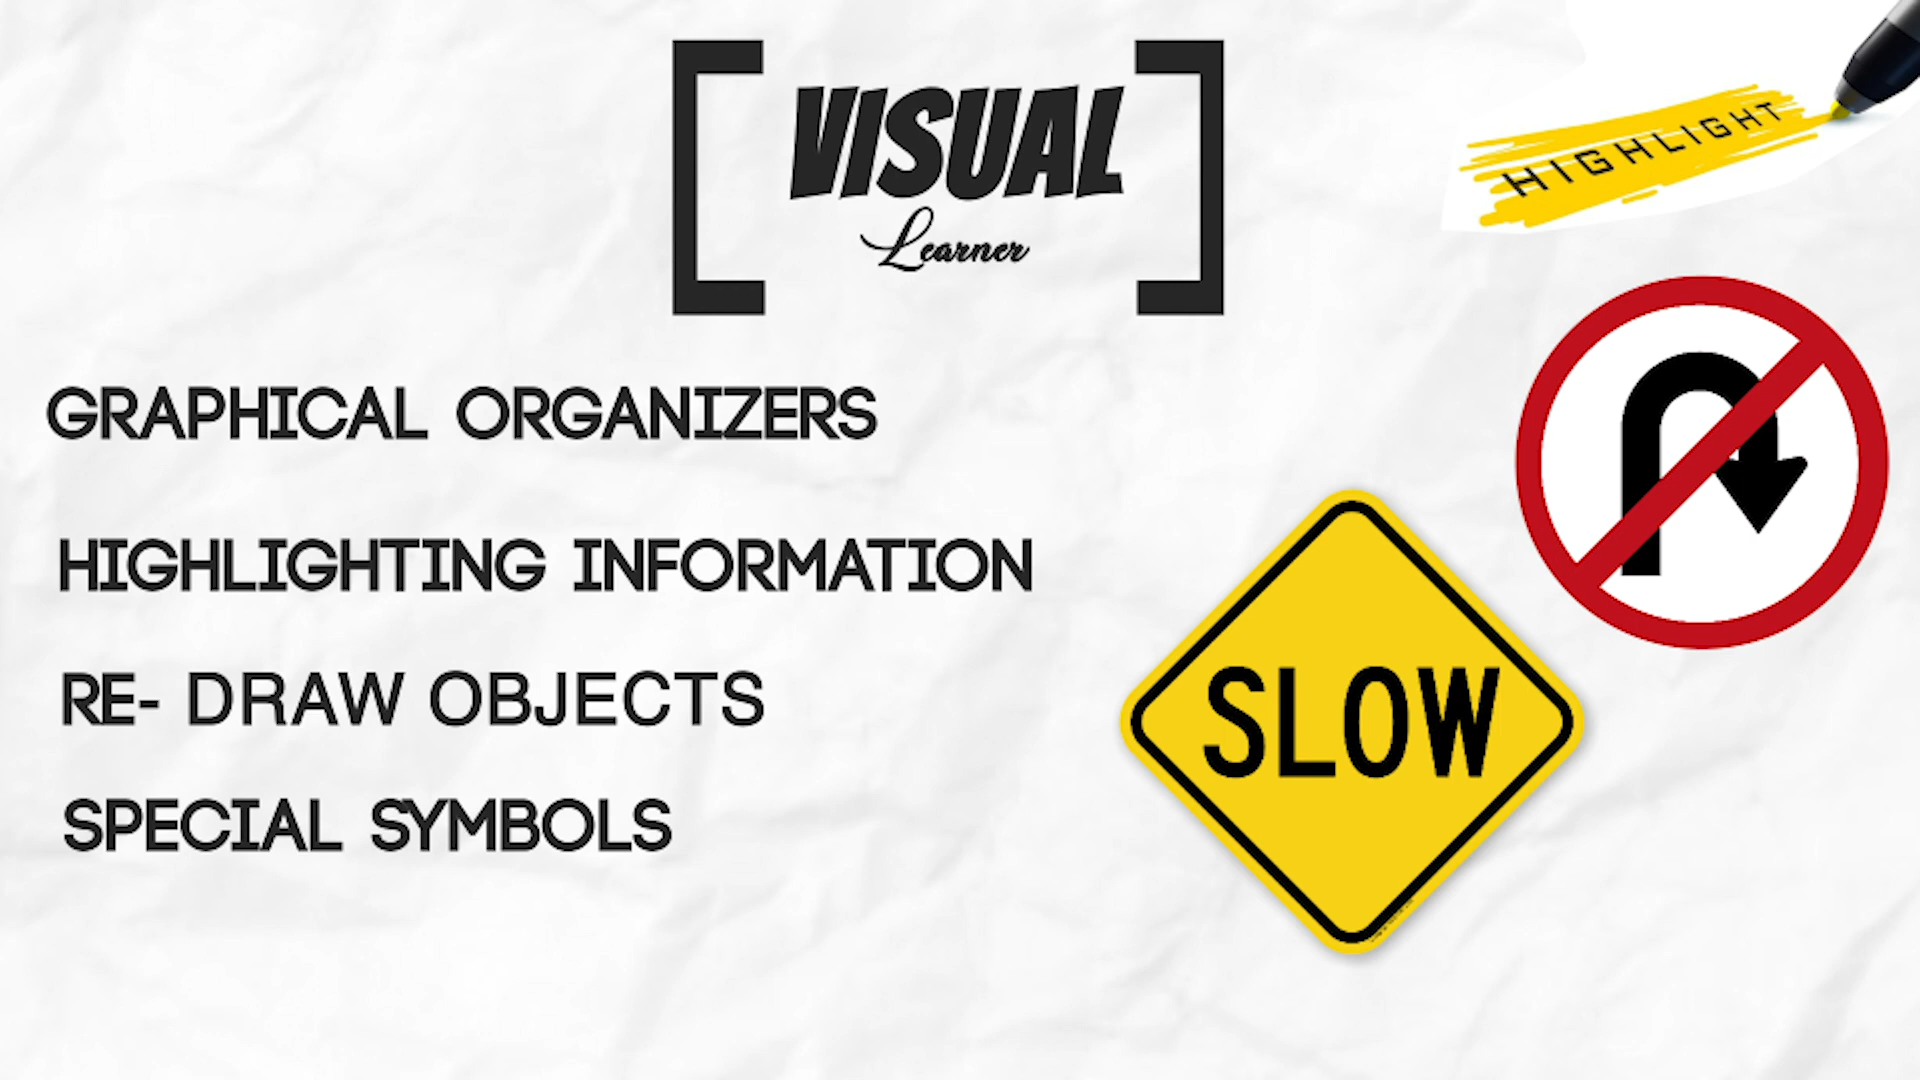 VISUAL
Learner
HIGHLIGHT
GRAPHICAL ORGANIZERS
HIGHLIGHTING INFORMATION
RE- DRAW OBJECTS
SPECIAL SYMBOLS
SLOW